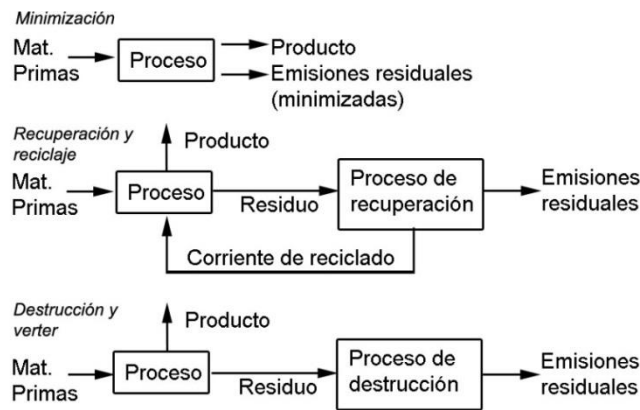 Minimización
Mat.
Primas
Proceso
Producto
Emisiones residuales
(minimizadas)
Recuperación y
reciclaje
Producto
Mat.
Primas
Proceso
Residuo
Proceso de
recuperación
Emisiones
residuales
Corriente de reciclado
Destrucción y
verter
Producto
Mat.
Primas
Proceso
Residuo
Proceso de
destrucción
Emisiones
residuales